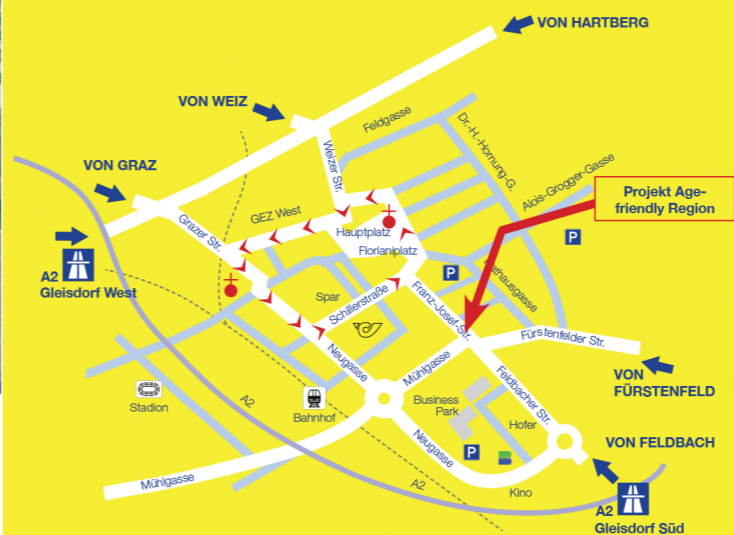 VON HARTBERG
VON WEIZ
Feldgasse
Dr.-H.-Hornung-G.
VON GRAZ
Weizer Str.
Alois-Grogger-Gasse
Projekt Age-
friendly Region
GEZ West
Grazer Str.
Hauptplatz
Florianiplatz
P
A2
Gleisdorf West
P
Rathausgasse
Spar
Schillerstraße
Franz-Josef-Str.
Fürstenfelder Str.
Neugasse
Mühlgasse
Feldbacher Str.
VON
FÜRSTENFELD
Stadion
A2
Bahnhof
Business
Park
Hofer
Neugasse
P
VON FELDBACH
Mühlgasse
A2
Kino
A2
Gleisdorf Süd